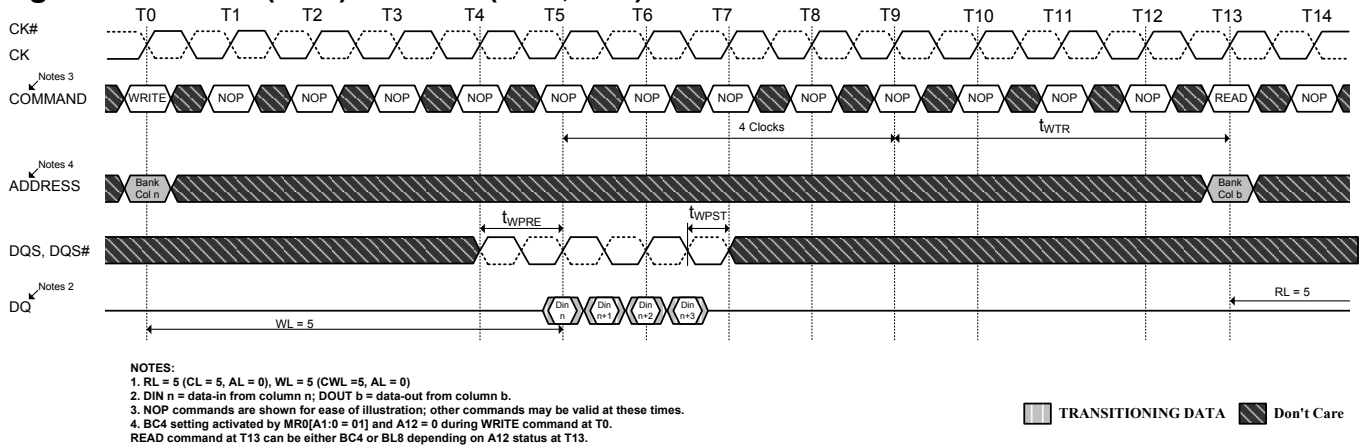 T0 T1 T2 T3 T4 T5 T6 T7 T8 T9 T10 T11 T12 T13 T14
CK#
CK
Notes 3
COMMAND
WRITE NOP NOP NOP NOP NOP NOP NOP NOP NOP NOP NOP NOP READ NOP
4 Clocks
tWTR
Notes 4
ADDRESS
Bank
Col n
Bank
Col b
tWPRE
tWPST
DQS, DQS#
Notes 2
DQ
Din
n
Din
n+1
Din
n+2
Din
n+3
RL = 5
WL = 5
NOTES:
1. RL = 5 (CL = 5, AL = 0), WL = 5 (CWL =5, AL = 0)
2. DIN n = data-in from column n; DOUT b = data-out from column b.
3. NOP commands are shown for ease of illustration; other commands may be valid at these times.
4. BC4 setting activated by MR0[A1:0 = 01] and A12 = 0 during WRITE command at T0.
READ command at T13 can be either BC4 or BL8 depending on A12 status at T13.
TRANSITIONING DATA
Don't Care